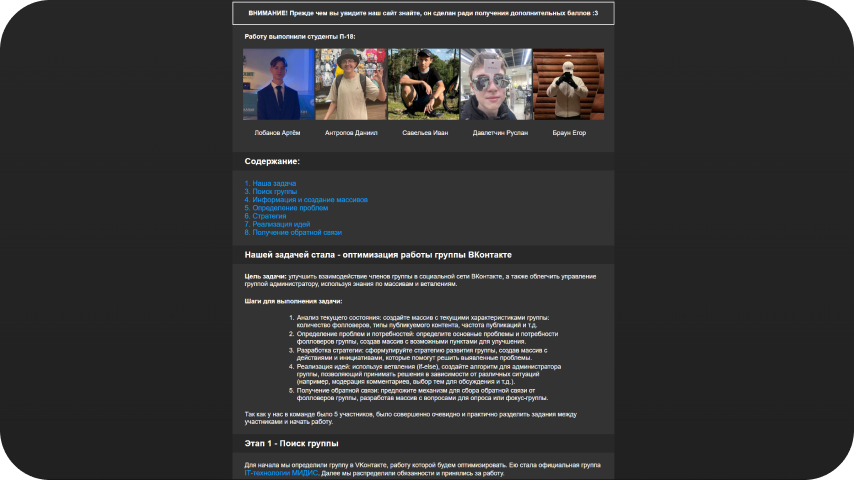 ВНИМАНИЕ! Прежде чем вы увидите наш сайт знайте, он сделан ради получения дополнительных баллов :3
Работу выполнили студенты П-18:
Лобанов Артём
Антропов Даниил
Савельев Иван
Давлетчин Руслан
Браун Егор
Содержание:
1. Наша задача
3. Поиск группы
4. Информация и создание массивов
5. Определение проблем
6. Стратегия
7. Реализация идей
8. Получение обратной связи
Нашей задачей стала - оптимизация работы группы ВКонтакте
Цель задачи: улучшить взаимодействие членов группы в социальной сети ВКонтакте, а также облегчить управление
группой администратору, используя знания по массивам и ветвлениям.
Шаги для выполнения задачи:
1. Анализ текущего состояния: создайте массив с текущими характеристиками группы:
количество фолловеров, типы публикуемого контента, частота публикаций и т.д.
2. Определение проблем и потребностей: определите основные проблемы и потребности
фолловеров группы, создав массив с возможными пунктами для улучшения.
3. Разработка стратегии: сформулируйте стратегию развития группы, создав массив с
действиями и инициативами, которые помогут решить выявленные проблемы.
4. Реализация идей: используя ветвления (if-else), создайте алгоритм для администратора
группы, позволяющий принимать решения в зависимости от различных ситуаций
(например, модерация комментариев, выбор тем для обсуждения и т.д.).
5. Получение обратной связи: предложите механизм для сбора обратной связи от
фолловеров группы, разработав массив с вопросами для опроса или фокус-группы.
Так как у нас в команде было 5 участников, было совершенно очевидно и практично разделить задания между
участниками и начать работу.
Этап 1 - Поиск группы
Для начала мы определили группу в VКонтакте, работу которой будем оптимизировать. Ею стала официальная группа
IT-технологии МИДИС. Далее мы распределили обязанности и принялись за работу.